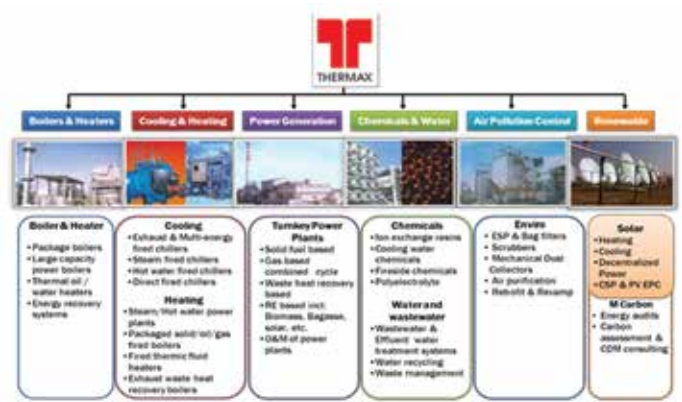 THERMAX
Boilers & Heaters
Cooling & Heating
Power Generation
Chemicals & Water
Air Pollution Control
Renewable
Boiler & Heater
•Package boilers
•Large capacity
power boilers
•Thermal oil /
water heaters
•Energy recovery
systems
Cooling
•Exhaust & Multi-energy
fired chillers
•Steam fired chillers
•Hot water fired chillers
•Direct fired chillers
Heating
•Steam/Hot water power
plants
•Packaged solid/oil/gas
fired boilers
•Fired thermic fluid
heaters
•Exhaust waste heat
recovery boilers
Turnkey Power
Plants
•Solid fuel based
•Gas based
combined cycle
•Waste heat recovery
based
•RE based incl:
Biomass, Bagasse,
solar, etc.
•O&M of power
plants
Chemicals
•Ion exchange resins
•Cooling water
chemicals
•Fireside chemicals
•Polyelectrolyte
Water and
wastewater
•Wastewater &
Effluent water
treatment systems
•Water recycling
•Waste management
Enviro
•ESP & Bag filters
•Scrubbers
•Mechanical Dust
Collectors
•Air purification
•Retrofit & Revamp
Solar
•Heating
•Cooling
•Decentralized
Power
•CSP & PV EPC
M Carbon
•Energy audits
•Carbon
assessment &
CDM consulting